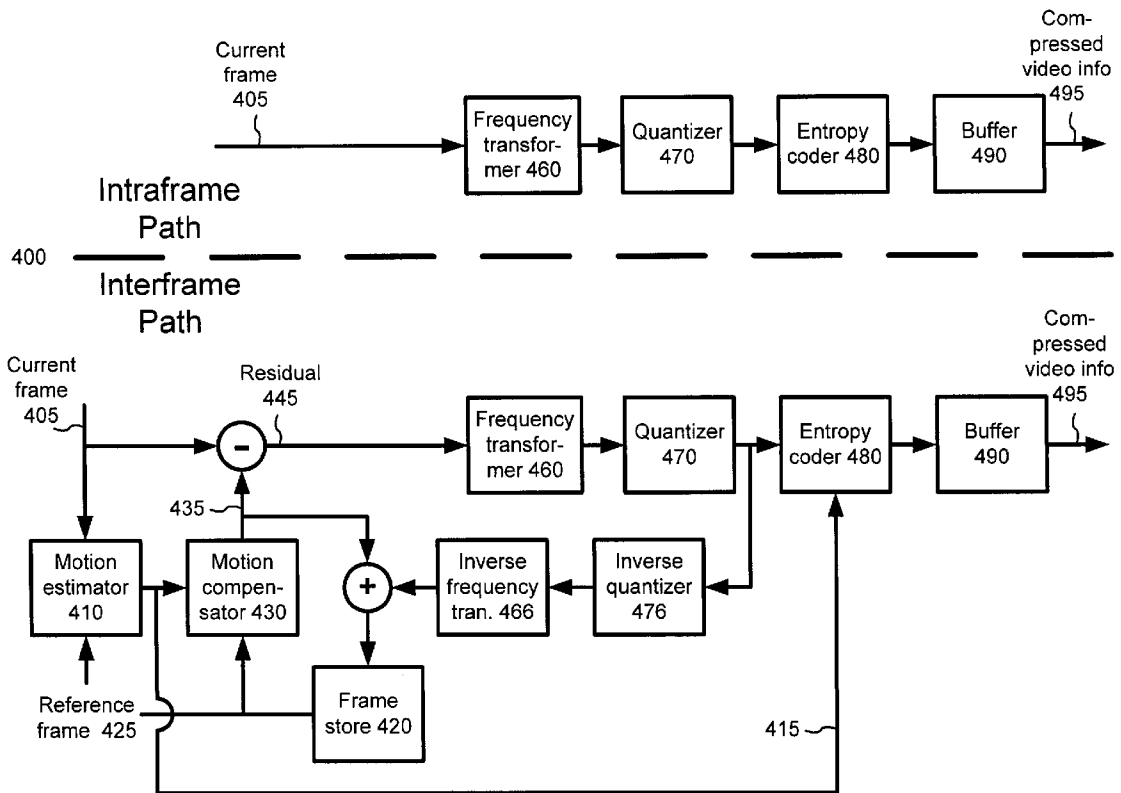 Current
frame
405
Com-
pressed
video info
495
Frequency
transfor-
mer 460
Quantizer
470
Entropy
coder 480
Buffer
490
Intraframe
Path
400
Interframe
Path
Current
frame
405
Residual
445
Com-
pressed
video info
495
-
Frequency
transfor-
mer 460
Quantizer
470
Entropy
coder 480
Buffer
490
435
Motion
estimator
410
Motion
compen-
sator 430
+
Inverse
frequency
tran. 466
Inverse
quantizer
476
Reference
frame 425
Frame
store 420
415